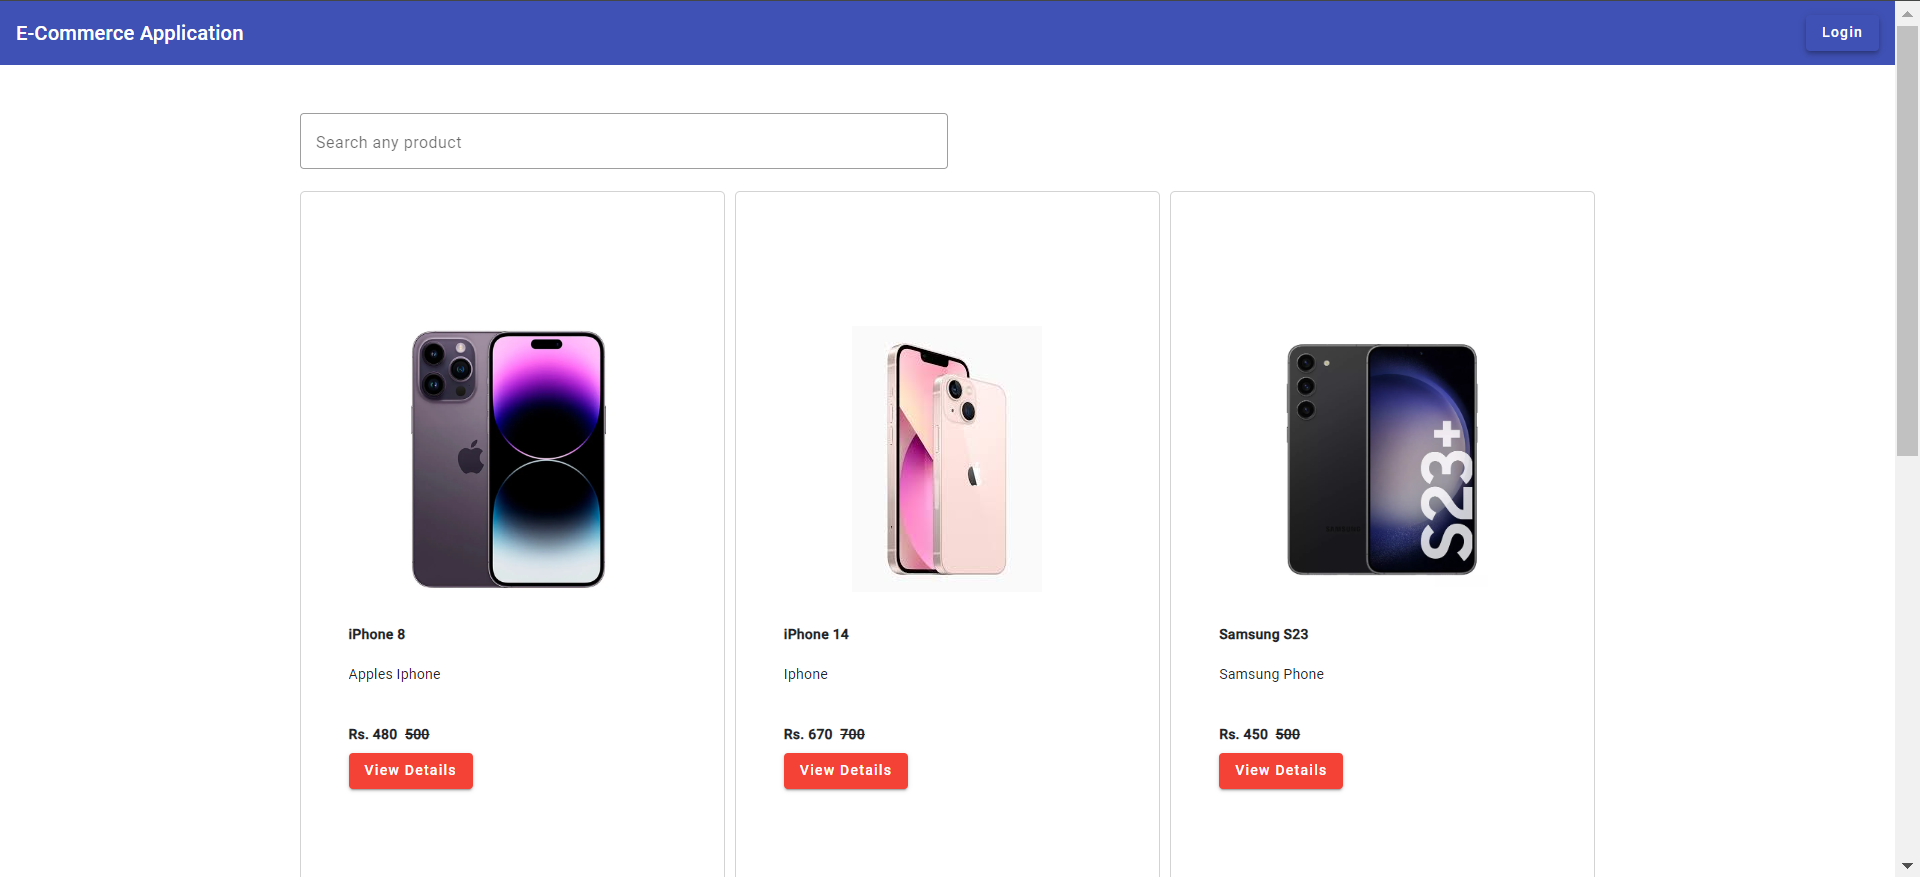 E-Commerce Application
Login
Search any product
S23+
SAMSUNG
iPhone 8
iPhone 14
Samsung S23
Apples Iphone
Iphone
Samsung Phone
Rs. 480 500
Rs. 670 700
Rs. 450 500
View Details
View Details
View Details